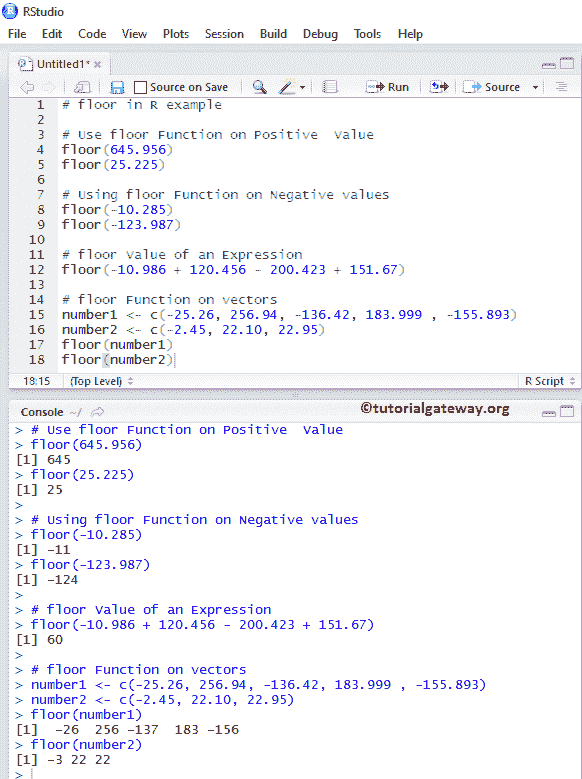 RStudio
File Edit Code View Plots Session Build Debug Tools Help
Untitled1* ×
Source on Save Run Source
1 # floor in R example
2
3 # Use floor Function on Positive  Value
4 floor(645.956)
5 floor(25.225)
6
7 # Using floor Function on Negative values
8 floor(-10.285)
9 floor(-123.987)
10
11 # floor Value of an Expression
12 floor(-10.986 + 120.456 - 200.423 + 151.67)
13
14 # floor Function on vectors
15 number1 <- c(-25.26, 256.94, -136.42, 183.999 , -155.893)
16 number2 <- c(-2.45, 22.10, 22.95)
17 floor(number1)
18 floor(number2)
18:15 (Top Level) R Script
Console ~/ ©tutorialgateway.org
> # Use floor Function on Positive  Value
> floor(645.956)
[1] 645
> floor(25.225)
[1] 25
>
> # Using floor Function on Negative values
> floor(-10.285)
[1] -11
> floor(-123.987)
[1] -124
>
> # floor Value of an Expression
> floor(-10.986 + 120.456 - 200.423 + 151.67)
[1] 60
>
> # floor Function on vectors
> number1 <- c(-25.26, 256.94, -136.42, 183.999 , -155.893)
> number2 <- c(-2.45, 22.10, 22.95)
> floor(number1)
[1]  -26  256 -137  183 -156
> floor(number2)
[1] -3 22 22
>